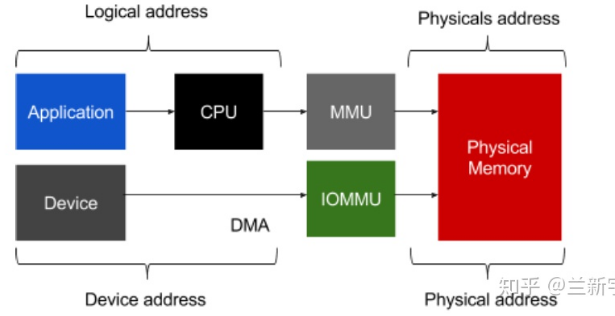 Logical address
Physicals address
Application
CPU
MMU
Physical
Memory
Device
DMA
IOMMU
Device address
Physical address
知乎 @兰新宇